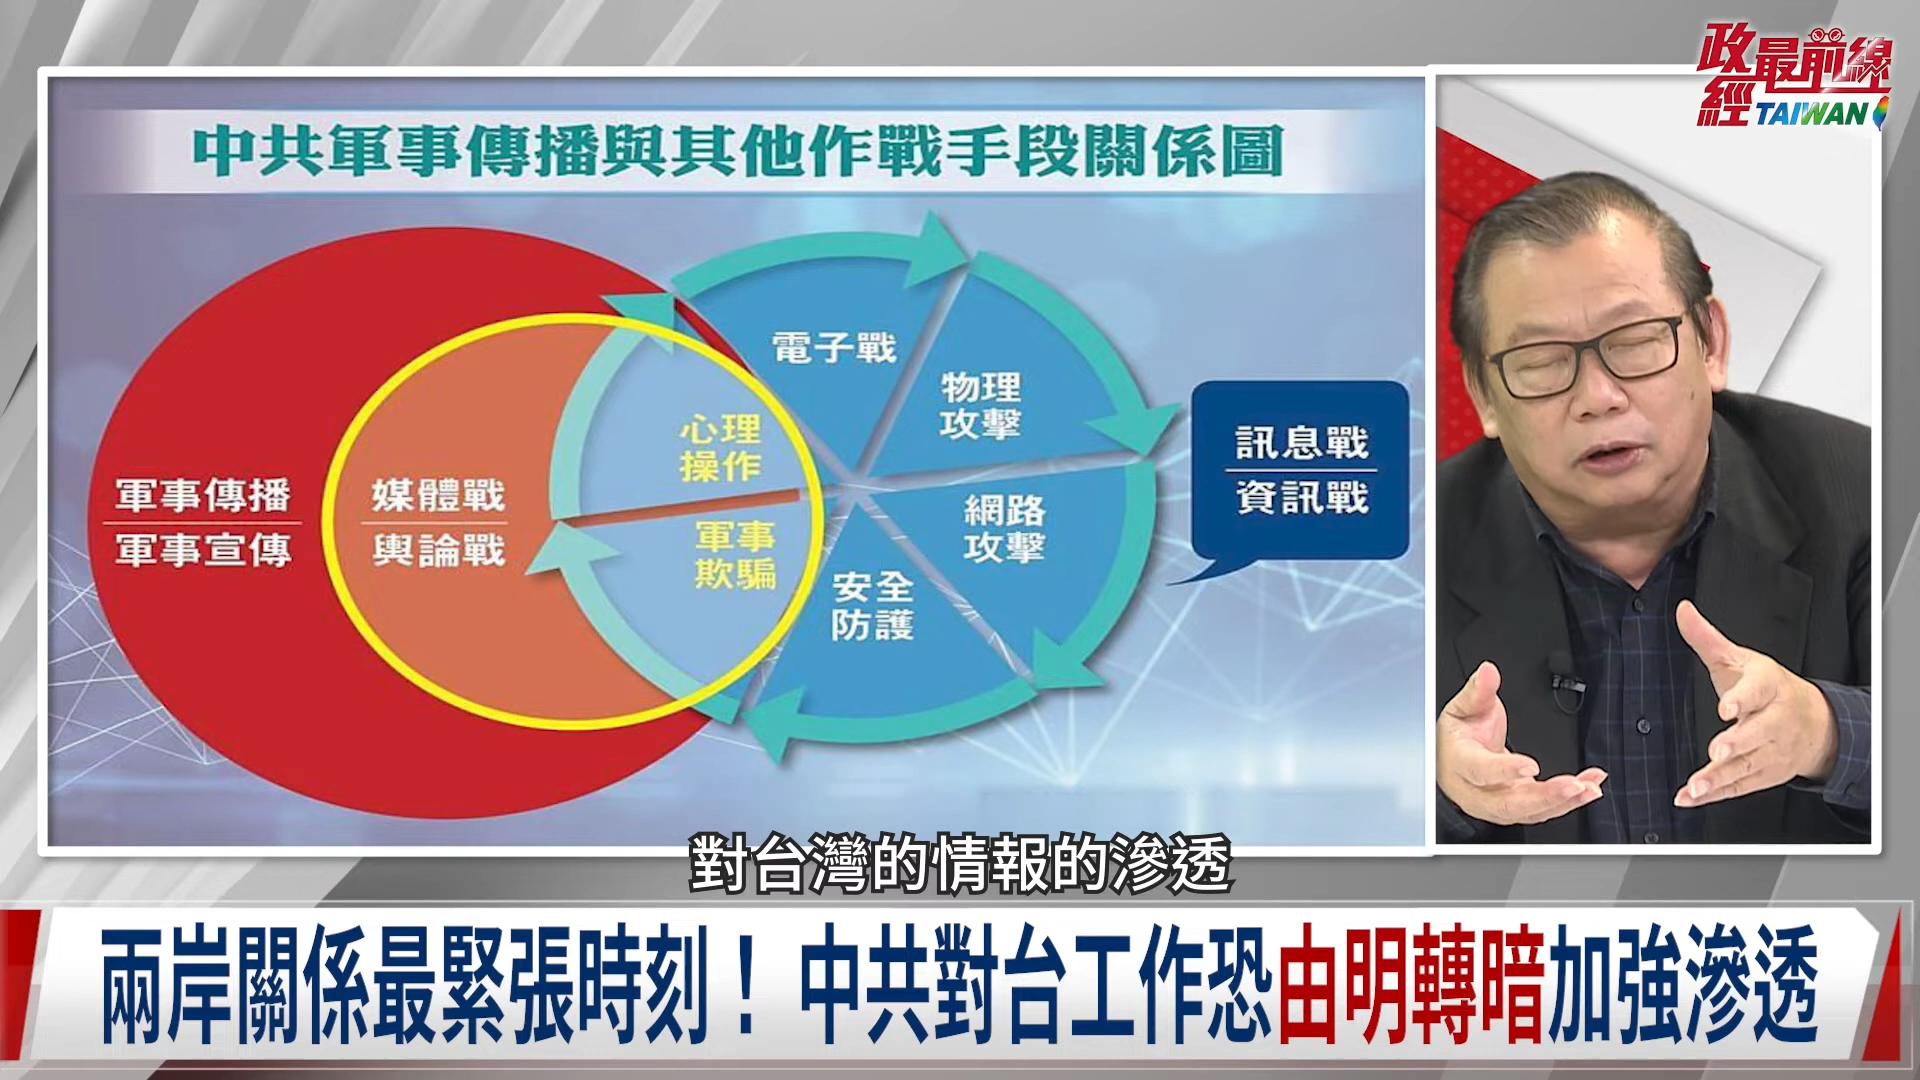 政經最前線
TAIWAN
中共軍事傳播與其他作戰手段關係圖
軍事傳播
軍事宣傳
媒體戰
輿論戰
心理
操作
軍事
欺騙
電子戰
物理
攻擊
網路
攻擊
安全
防護
訊息戰
資訊戰
對台灣的情報的滲透
兩岸關係最緊張時刻！ 中共對台工作恐由明轉暗加強滲透